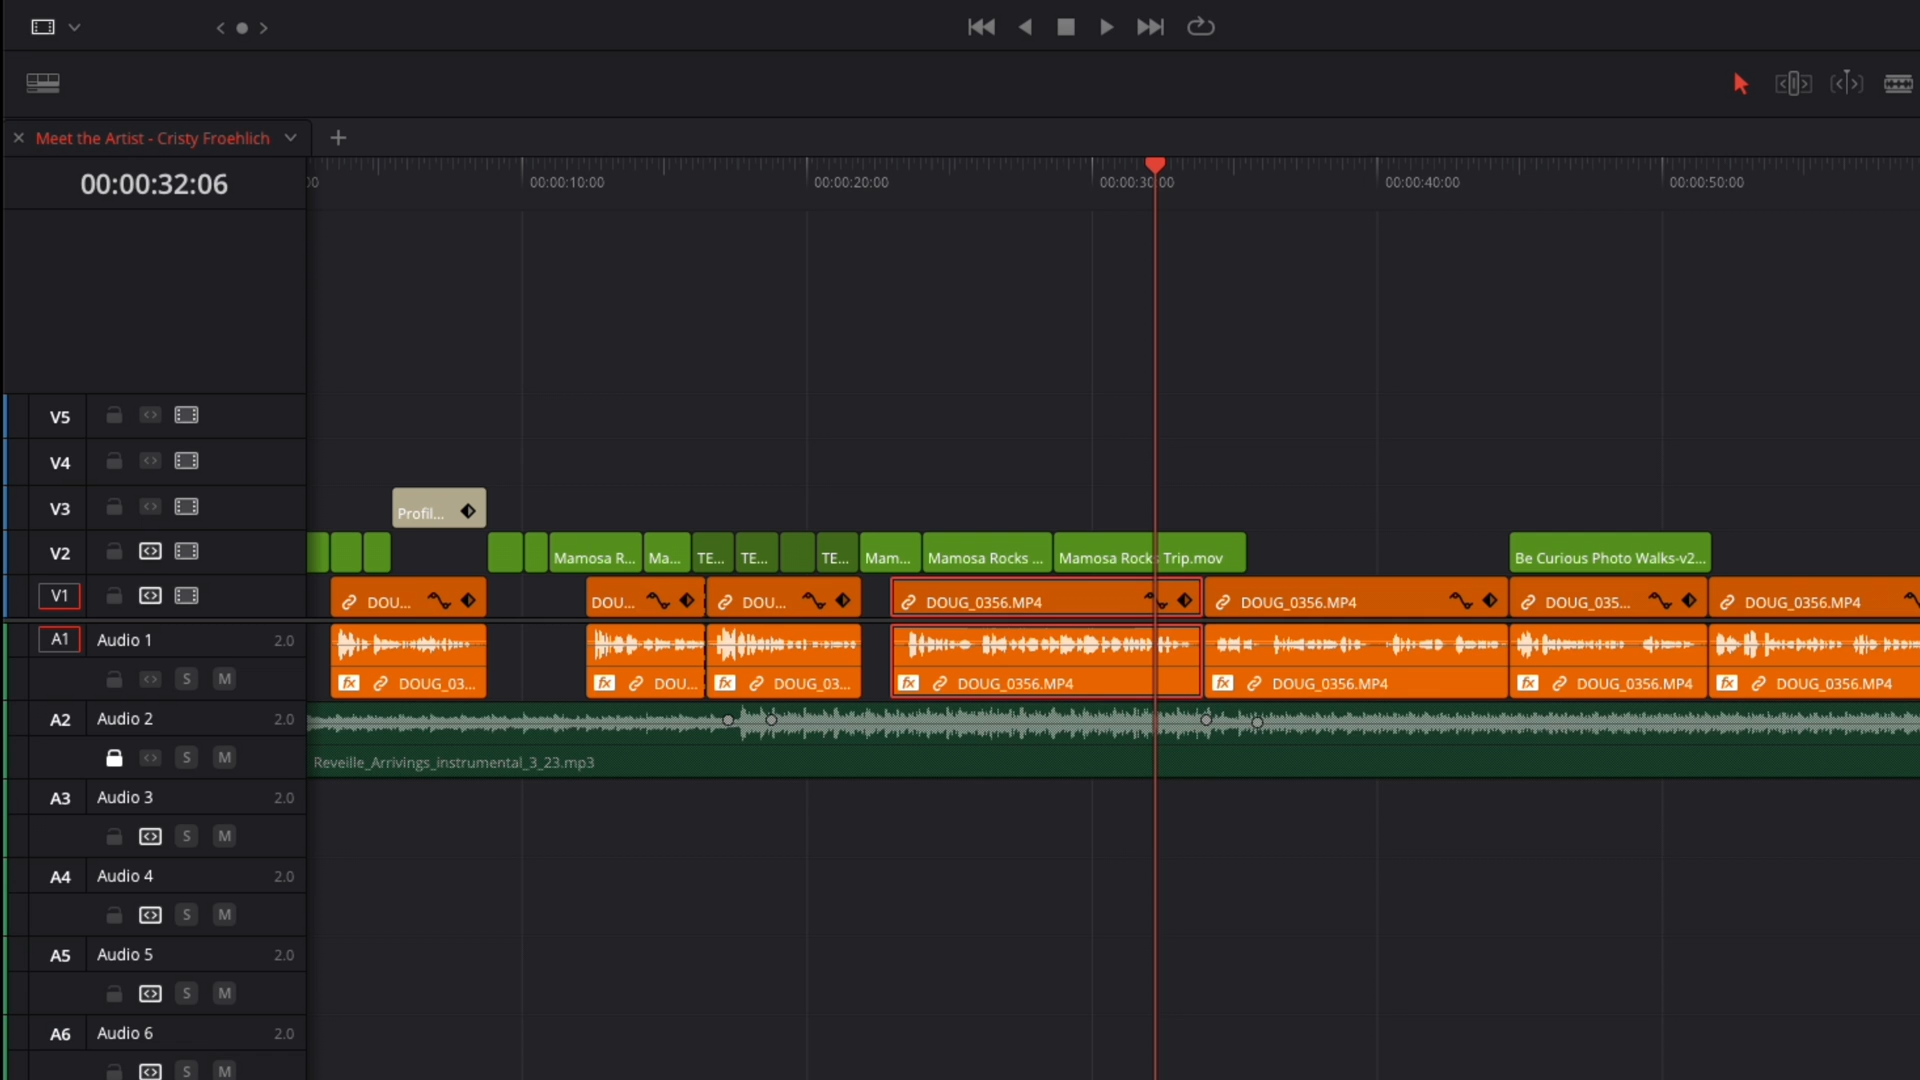 Meet the Artist - Cristy Froehlich
00:00:32:06
00 00:00:10:00 00:00:20:00 00:00:30:00 00:00:40:00 00:00:50:00
V5
V4
V3 Profil...
V2 Mamosa R... Ma... TE... TE... TE... Mam... Mamosa Rocks ... Mamosa Rocks Trip.mov Be Curious Photo Walks-v2...
V1 DOU... DOU... DOU... DOUG_0356.MP4 DOUG_0356.MP4 DOUG_035... DOUG_0356.MP4
A1 Audio 1 2.0
S M fx DOUG_03... fx DOU... fx DOUG_03... fx DOUG_0356.MP4 fx DOUG_0356.MP4 fx DOUG_0356.MP4 fx DOUG_0356.MP4
A2 Audio 2 2.0
S M Reveille_Arrivings_instrumental_3_23.mp3
A3 Audio 3 2.0
S M
A4 Audio 4 2.0
S M
A5 Audio 5 2.0
S M
A6 Audio 6 2.0
S M